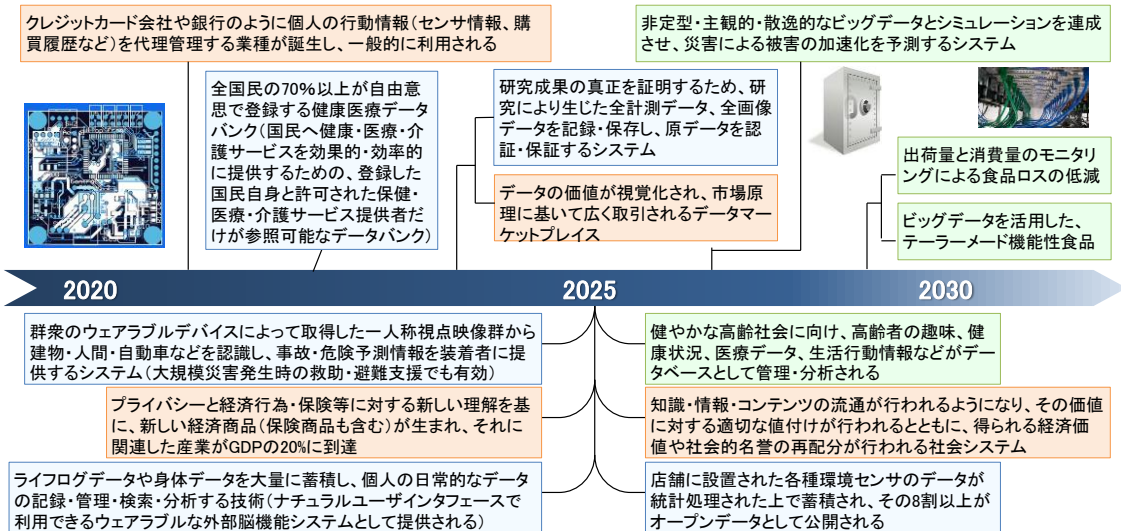 クレジットカード会社や銀行のように個人の行動情報(センサ情報、購
買履歴など)を代理管理する業種が誕生し、一般的に利用される
非定型・主観的・散逸的なビッグデータとシミュレーションを連成
させ、災害による被害の加速化を予測するシステム
全国民の70%以上が自由意
思で登録する健康医療データ
バンク(国民へ健康・医療・介
護サービスを効果的・効率的
に提供するための、登録した
国民自身と許可された保健・
医療・介護サービス提供者だ
けが参照可能なデータバンク)
研究成果の真正を証明するため、研
究により生じた全計測データ、全画像
データを記録・保存し、原データを認
証・保証するシステム
データの価値が視覚化され、市場原
理に基いて広く取引されるデータマー
ケットプレイス
出荷量と消費量のモニタリ
ングによる食品ロスの低減
ビッグデータを活用した、
テーラーメード機能性食品
2020
2025
2030
群衆のウェアラブルデバイスによって取得した一人称視点映像群から
建物・人間・自動車などを認識し、事故・危険予測情報を装着者に提
供するシステム(大規模災害発生時の救助・避難支援でも有効)
プライバシーと経済行為・保険等に対する新しい理解を基
に、新しい経済商品(保険商品も含む)が生まれ、それに
関連した産業がGDPの20%に到達
ライフログデータや身体データを大量に蓄積し、個人の日常的なデータ
の記録・管理・検索・分析する技術(ナチュラルユーザインタフェースで
利用できるウェアラブルな外部脳機能システムとして提供される)
健やかな高齢社会に向け、高齢者の趣味、健
康状況、医療データ、生活行動情報などがデー
タベースとして管理・分析される
知識・情報・コンテンツの流通が行われるようになり、その価値
に対する適切な値付けが行われるとともに、得られる経済価
値や社会的名誉の再配分が行われる社会システム
店舗に設置された各種環境センサのデータが
統計処理された上で蓄積され、その8割以上が
オープンデータとして公開される